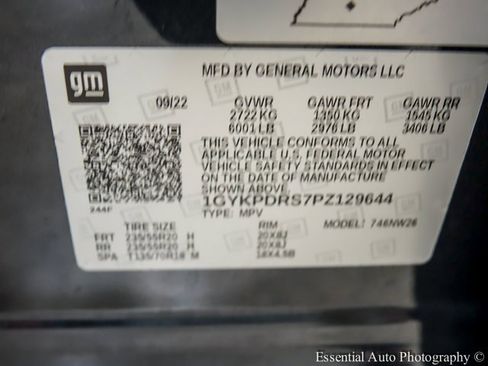 gm
MFD BY GENERAL MOTORS LLC
09/22 GVWR GAWR FRT GAWR RR
2722 KG 1350 KG 1545 KG
6001 LB 2976 LB 3406 LB
THIS VEHICLE CONFORMS TO ALL
APPLICABLE U.S. FEDERAL MOTOR
VEHICLE SAFETY STANDARDS IN EFFECT
ON THE DATE OF MANUFACTURE
SHOWN ABOVE.
1GYKPDRS7PZ129644
TYPE: MPV
244F
MODEL: 746NW26
TIRE SIZE RIM
FRT 235/55R20 H 20X8J
RR 235/55R20 H 20X8J
SPA T135/70R18 M 18X4.5B
Essential Auto Photography ©